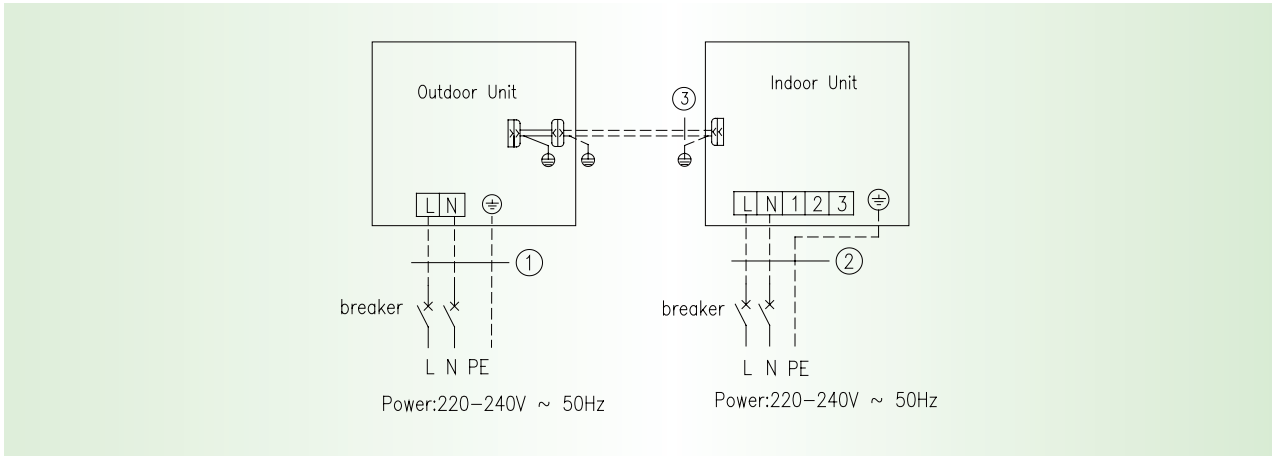 Outdoor Unit
Indoor Unit
3
L N
L N 1 2 3
1
2
breaker
breaker
L N PE
L N PE
Power:220-240V ~ 50Hz
Power:220-240V ~ 50Hz